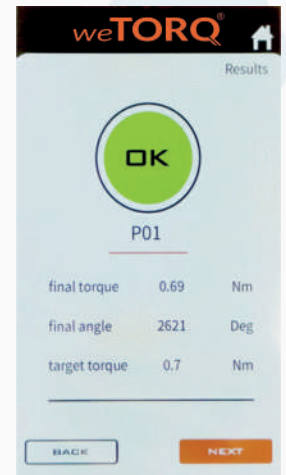 weTORQ®
Results
OK
P01
final torque 0.69 Nm
final angle 2621 Deg
target torque 0.7 Nm
BACK
NEXT